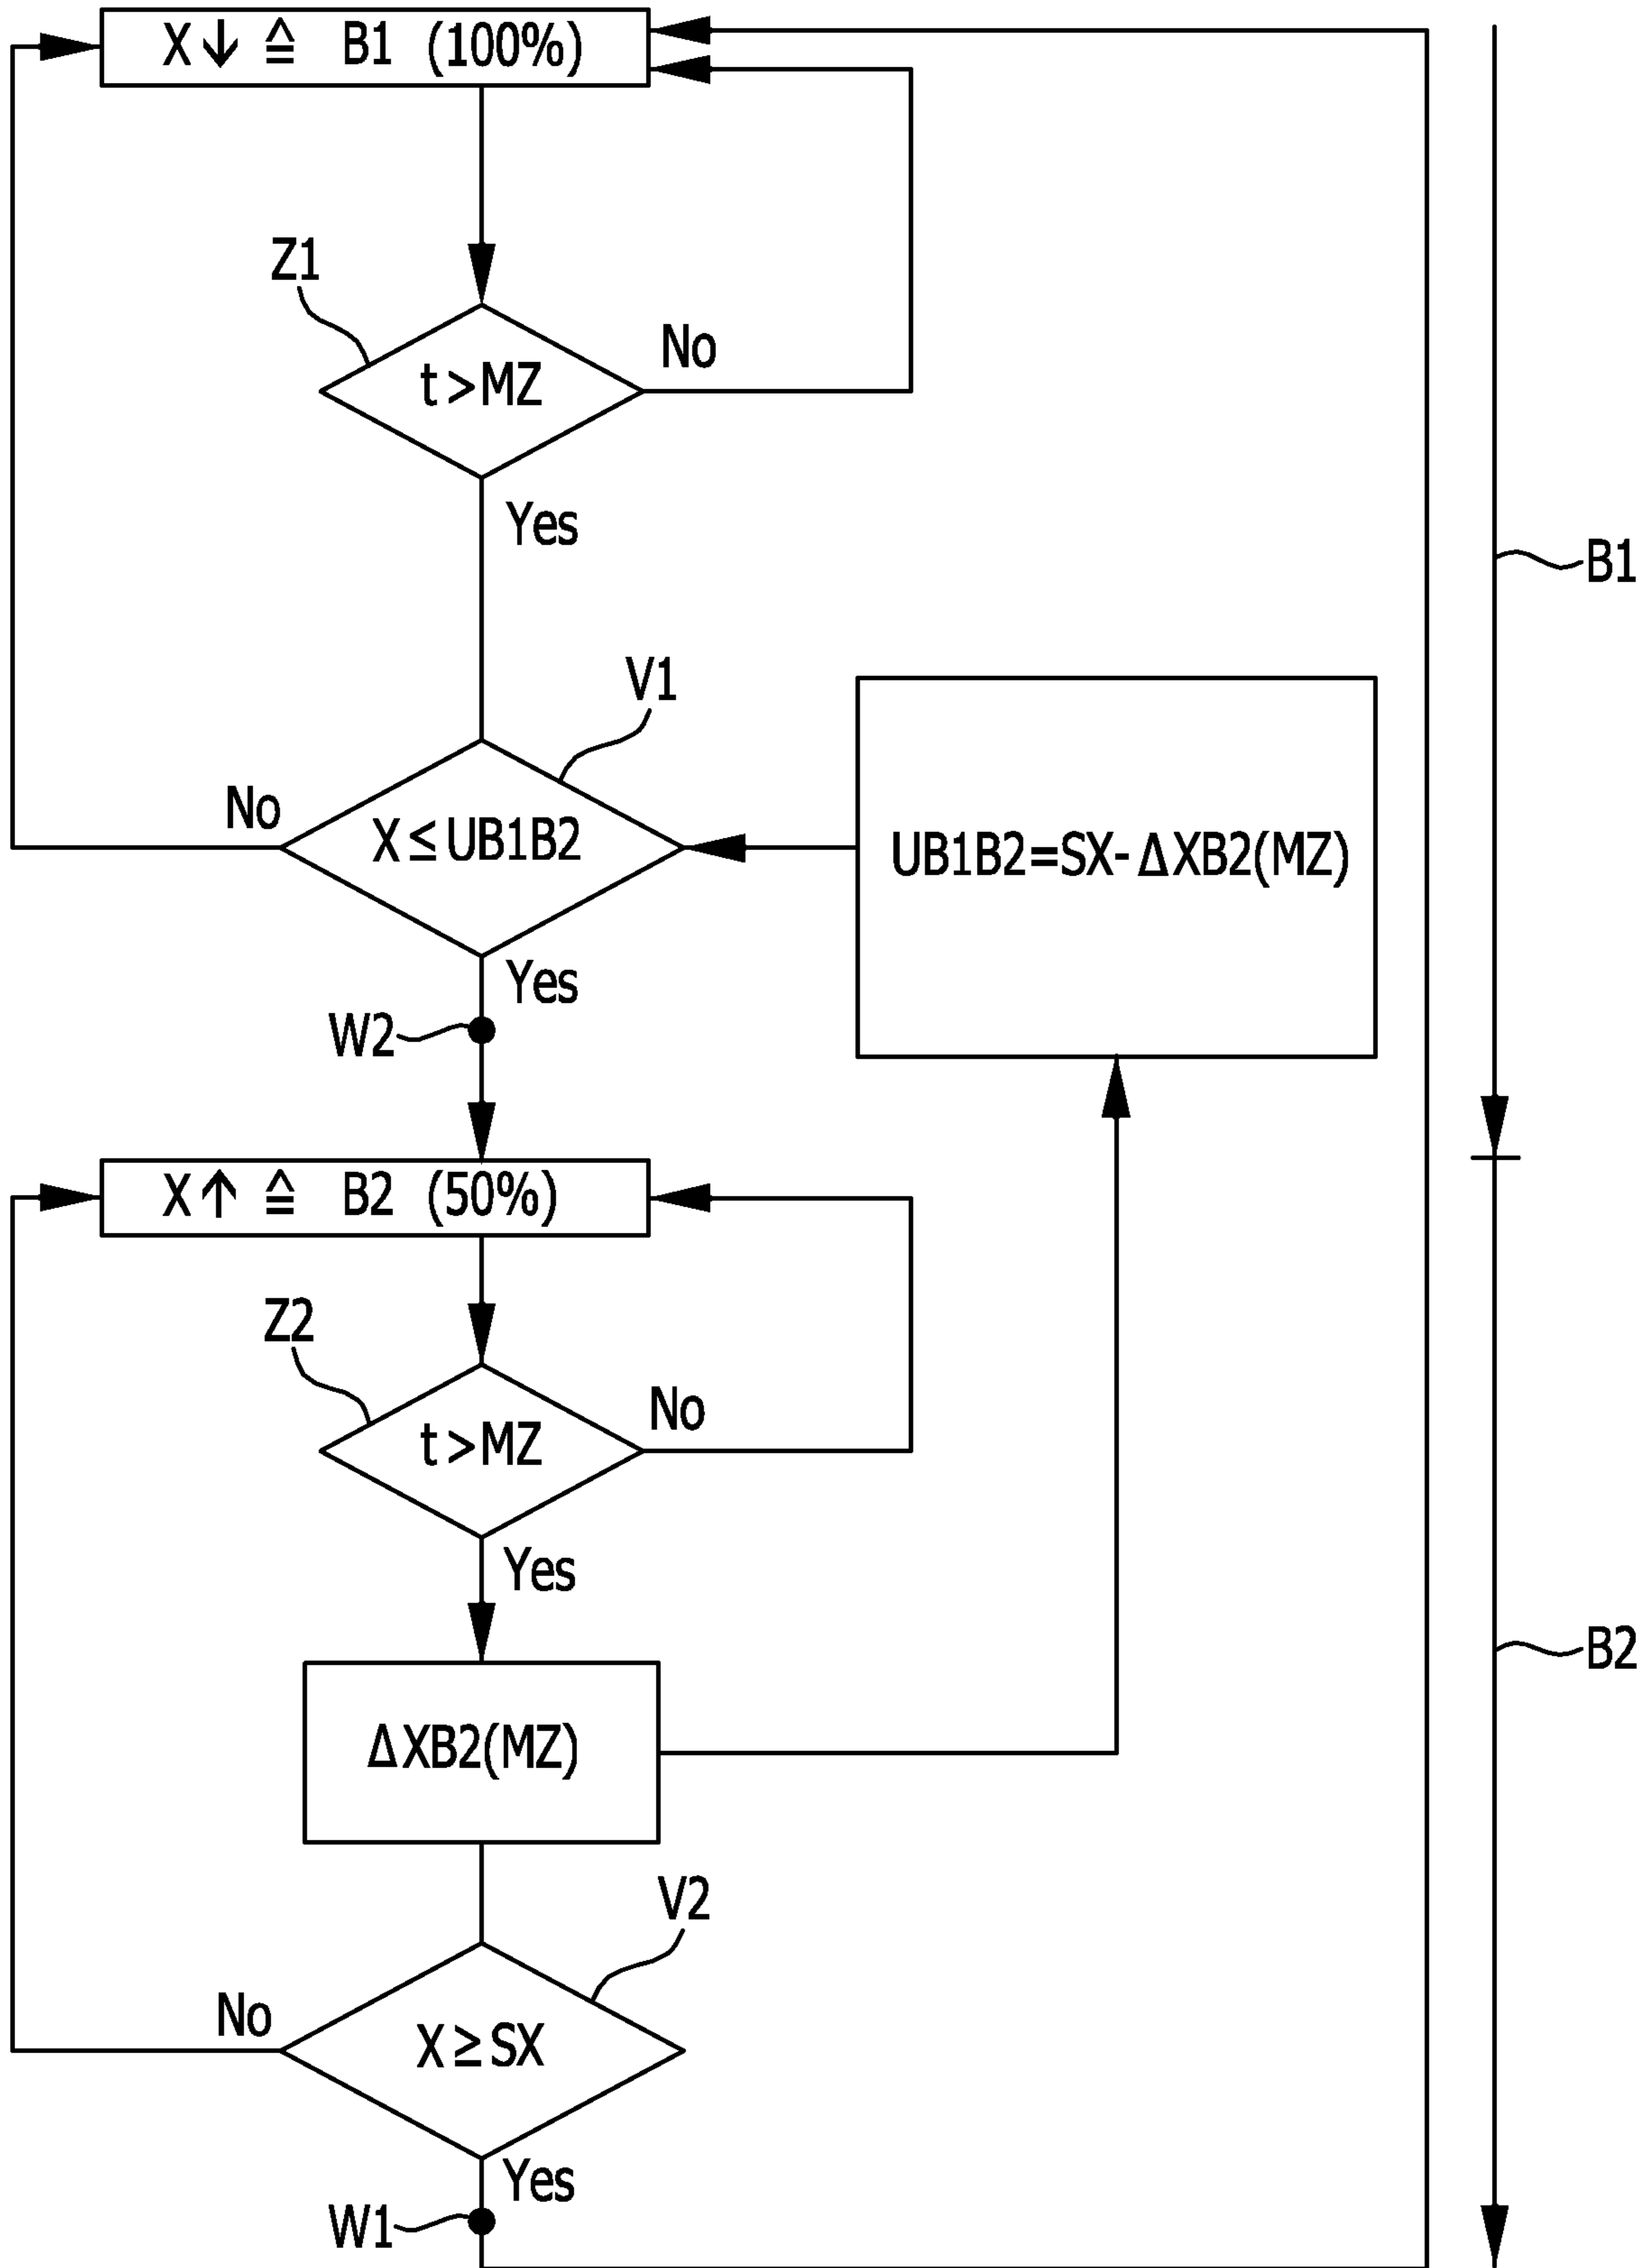 X↓ ≙ B1 (100%)
Z1
t>MZ
No
Yes
B1
V1
No
X≤UB1B2
UB1B2=SX-ΔXB2(MZ)
Yes
W2
X↑ ≙ B2 (50%)
Z2
t>MZ
No
Yes
B2
ΔXB2(MZ)
V2
No
X≥SX
Yes
W1